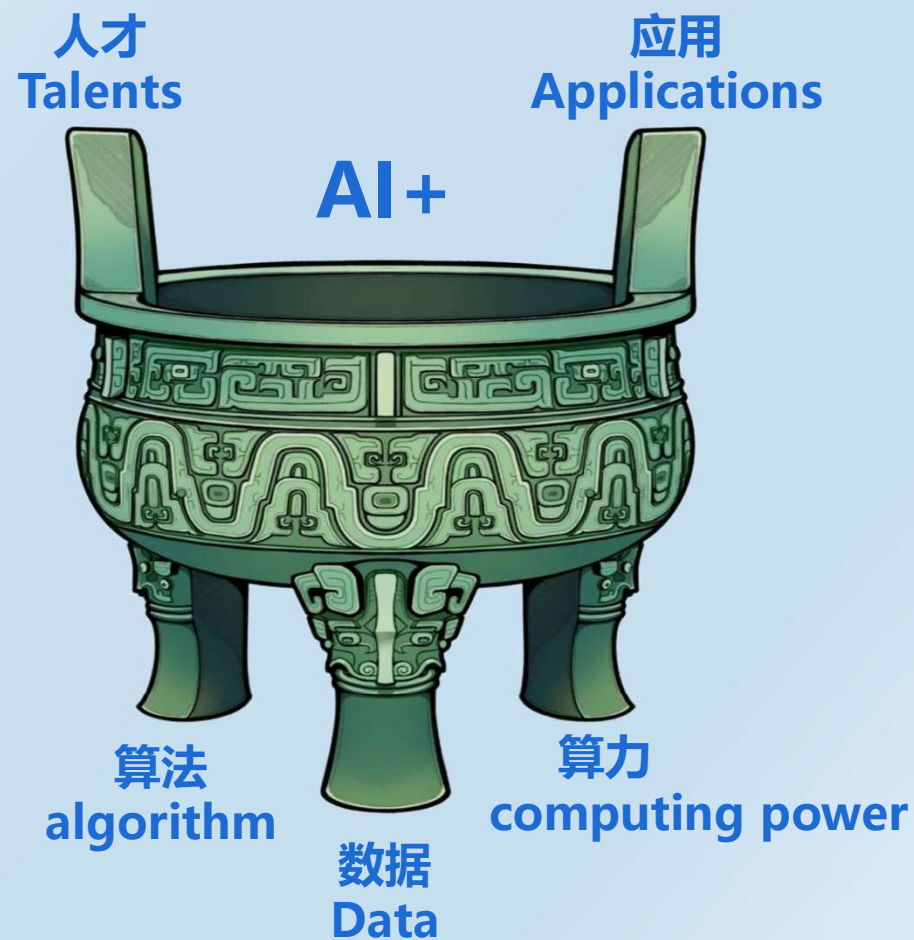 人才
Talents
应用
Applications
AI+
算法
algorithm
算力
computing power
数据
Data